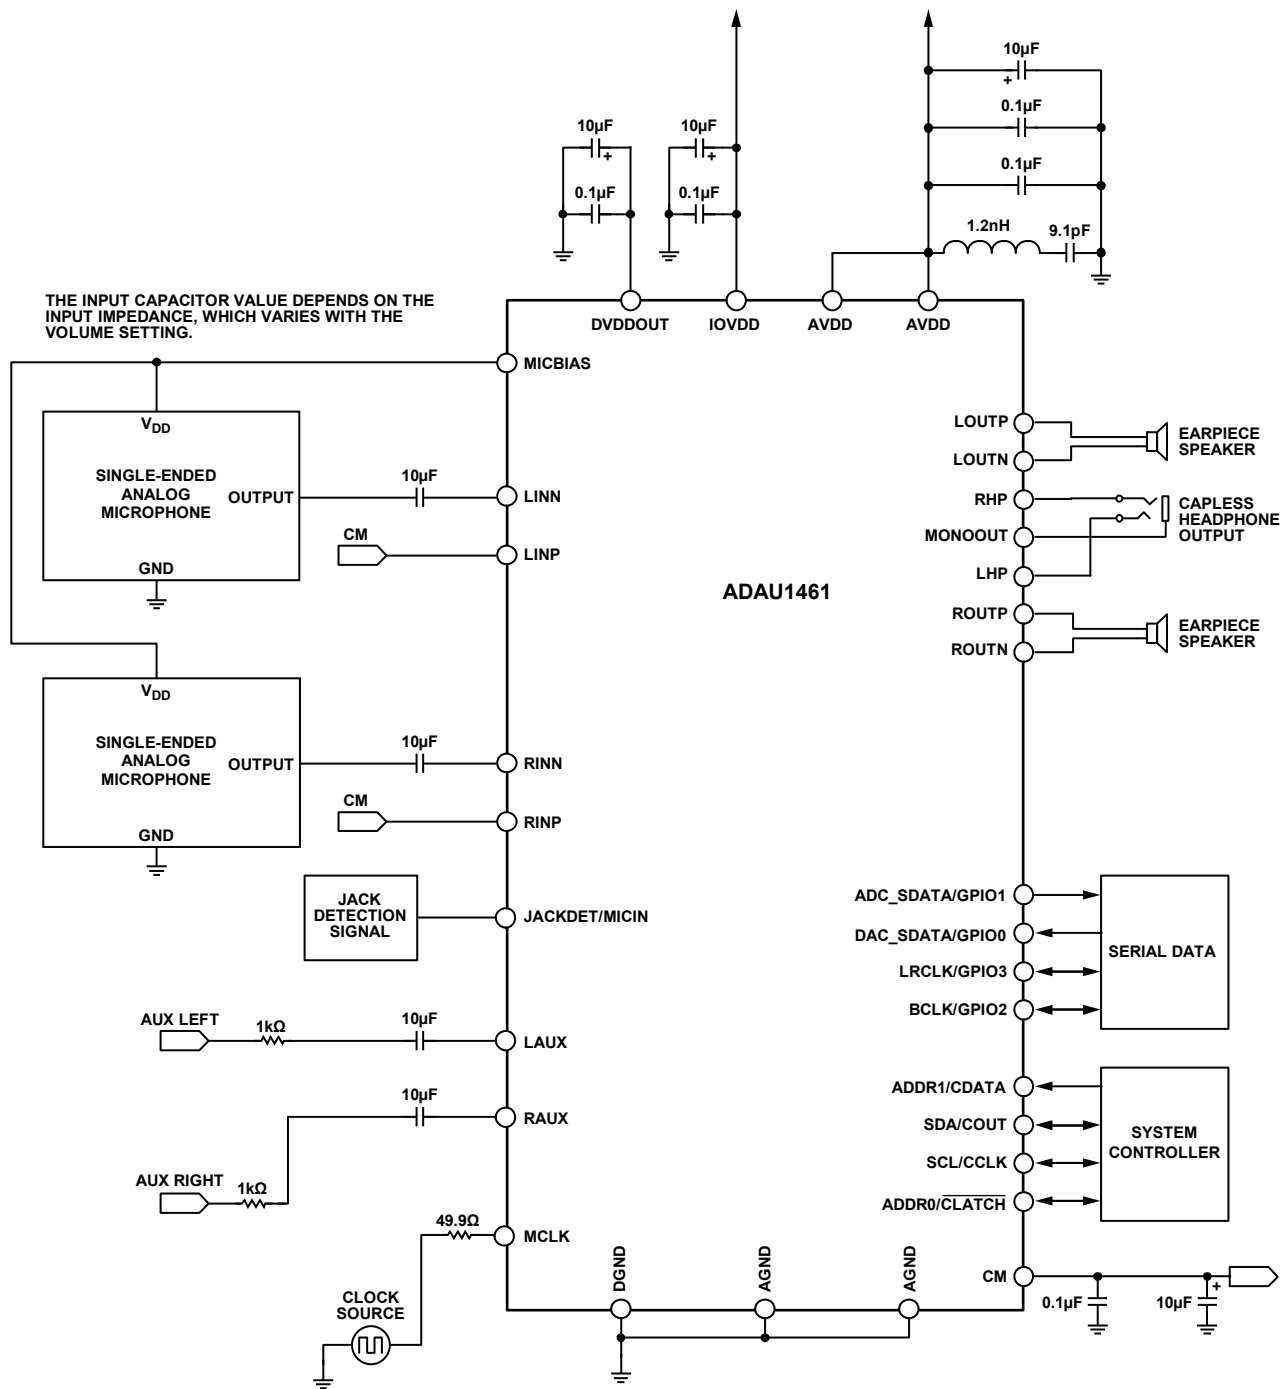 10µF
0.1µF
0.1µF
1.2nH
9.1pF
10µF
0.1µF
10µF
0.1µF
DVDDOUT
IOVDD
AVDD
AVDD
THE INPUT CAPACITOR VALUE DEPENDS ON THE
INPUT IMPEDANCE, WHICH VARIES WITH THE
VOLUME SETTING.
MICBIAS
VDD
SINGLE-ENDED
ANALOG
MICROPHONE
OUTPUT
GND
10µF
LINN
CM
LINP
VDD
SINGLE-ENDED
ANALOG
MICROPHONE
OUTPUT
GND
10µF
RINN
CM
RINP
JACK
DETECTION
SIGNAL
JACKDET/MICIN
AUX LEFT
1kΩ
10µF
LAUX
10µF
RAUX
AUX RIGHT
1kΩ
49.9Ω
MCLK
CLOCK
SOURCE
ADAU1461
LOUTP
LOUTN
EARPIECE
SPEAKER
RHP
MONOOUT
LHP
CAPLESS
HEADPHONE
OUTPUT
ROUTP
ROUTN
EARPIECE
SPEAKER
ADC_SDATA/GPIO1
DAC_SDATA/GPIO0
LRCLK/GPIO3
BCLK/GPIO2
SERIAL DATA
ADDR1/CDATA
SDA/COUT
SCL/CCLK
ADDR0/CLATCH
SYSTEM
CONTROLLER
DGND
AGND
AGND
CM
0.1µF
10µF